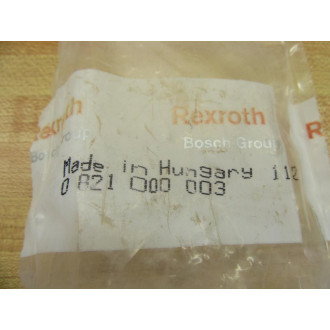 Rexroth
Bosch Group
Made in Hungary 112
0 821 000 003